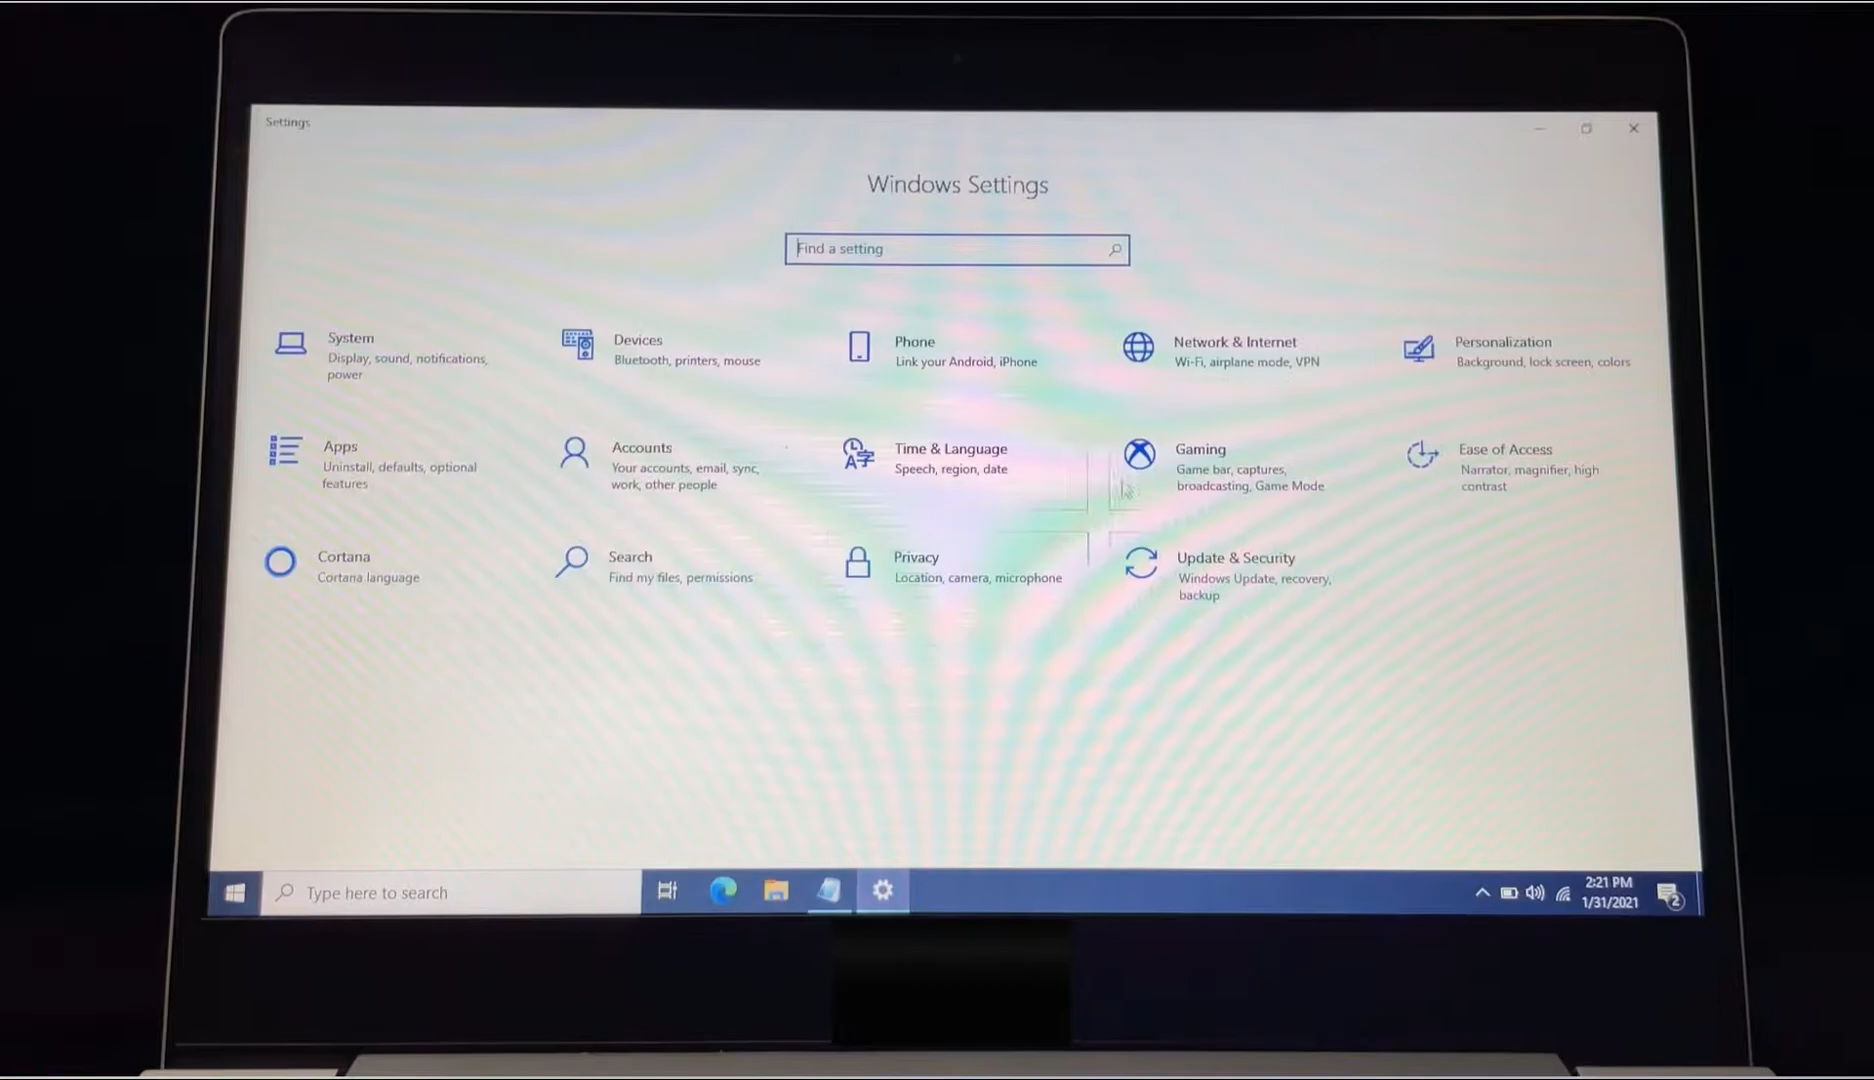 Settings
Windows Settings
Find a setting
System
Display, sound, notifications,
power
Devices
Bluetooth, printers, mouse
Phone
Link your Android, iPhone
Network & Internet
Wi-Fi, airplane mode, VPN
Personalization
Background, lock screen, colors
Apps
Uninstall, defaults, optional
features
Accounts
Your accounts, email, sync,
work, other people
Time & Language
Speech, region, date
Gaming
Game bar, captures,
broadcasting, Game Mode
Ease of Access
Narrator, magnifier, high
contrast
Cortana
Cortana language
Search
Find my files, permissions
Privacy
Location, camera, microphone
Update & Security
Windows Update, recovery,
backup
Type here to search
2:21 PM
1/31/2021
2